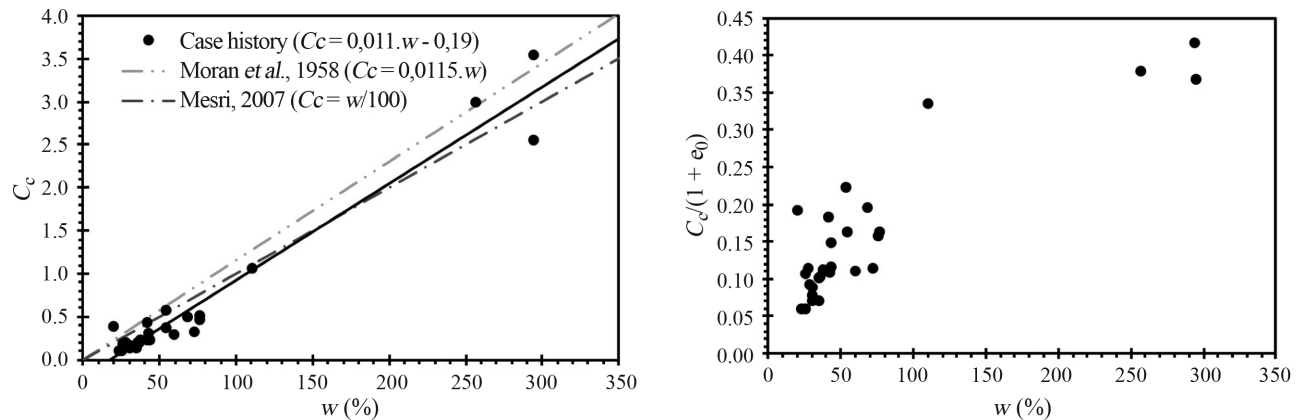 4.0
3.5
3.0
2.5
2.0
1.5
1.0
0.5
0.0
Cc
Case history (Cc = 0,011.w - 0,19)
Moran et al., 1958 (Cc = 0,0115.w)
Mesri, 2007 (Cc = w/100)
0 50 100 150 200 250 300 350
w (%)
0.45
0.40
0.35
0.30
0.25
0.20
0.15
0.10
0.05
0.00
Cc/(1 + e0)
0 50 100 150 200 250 300 350
w (%)